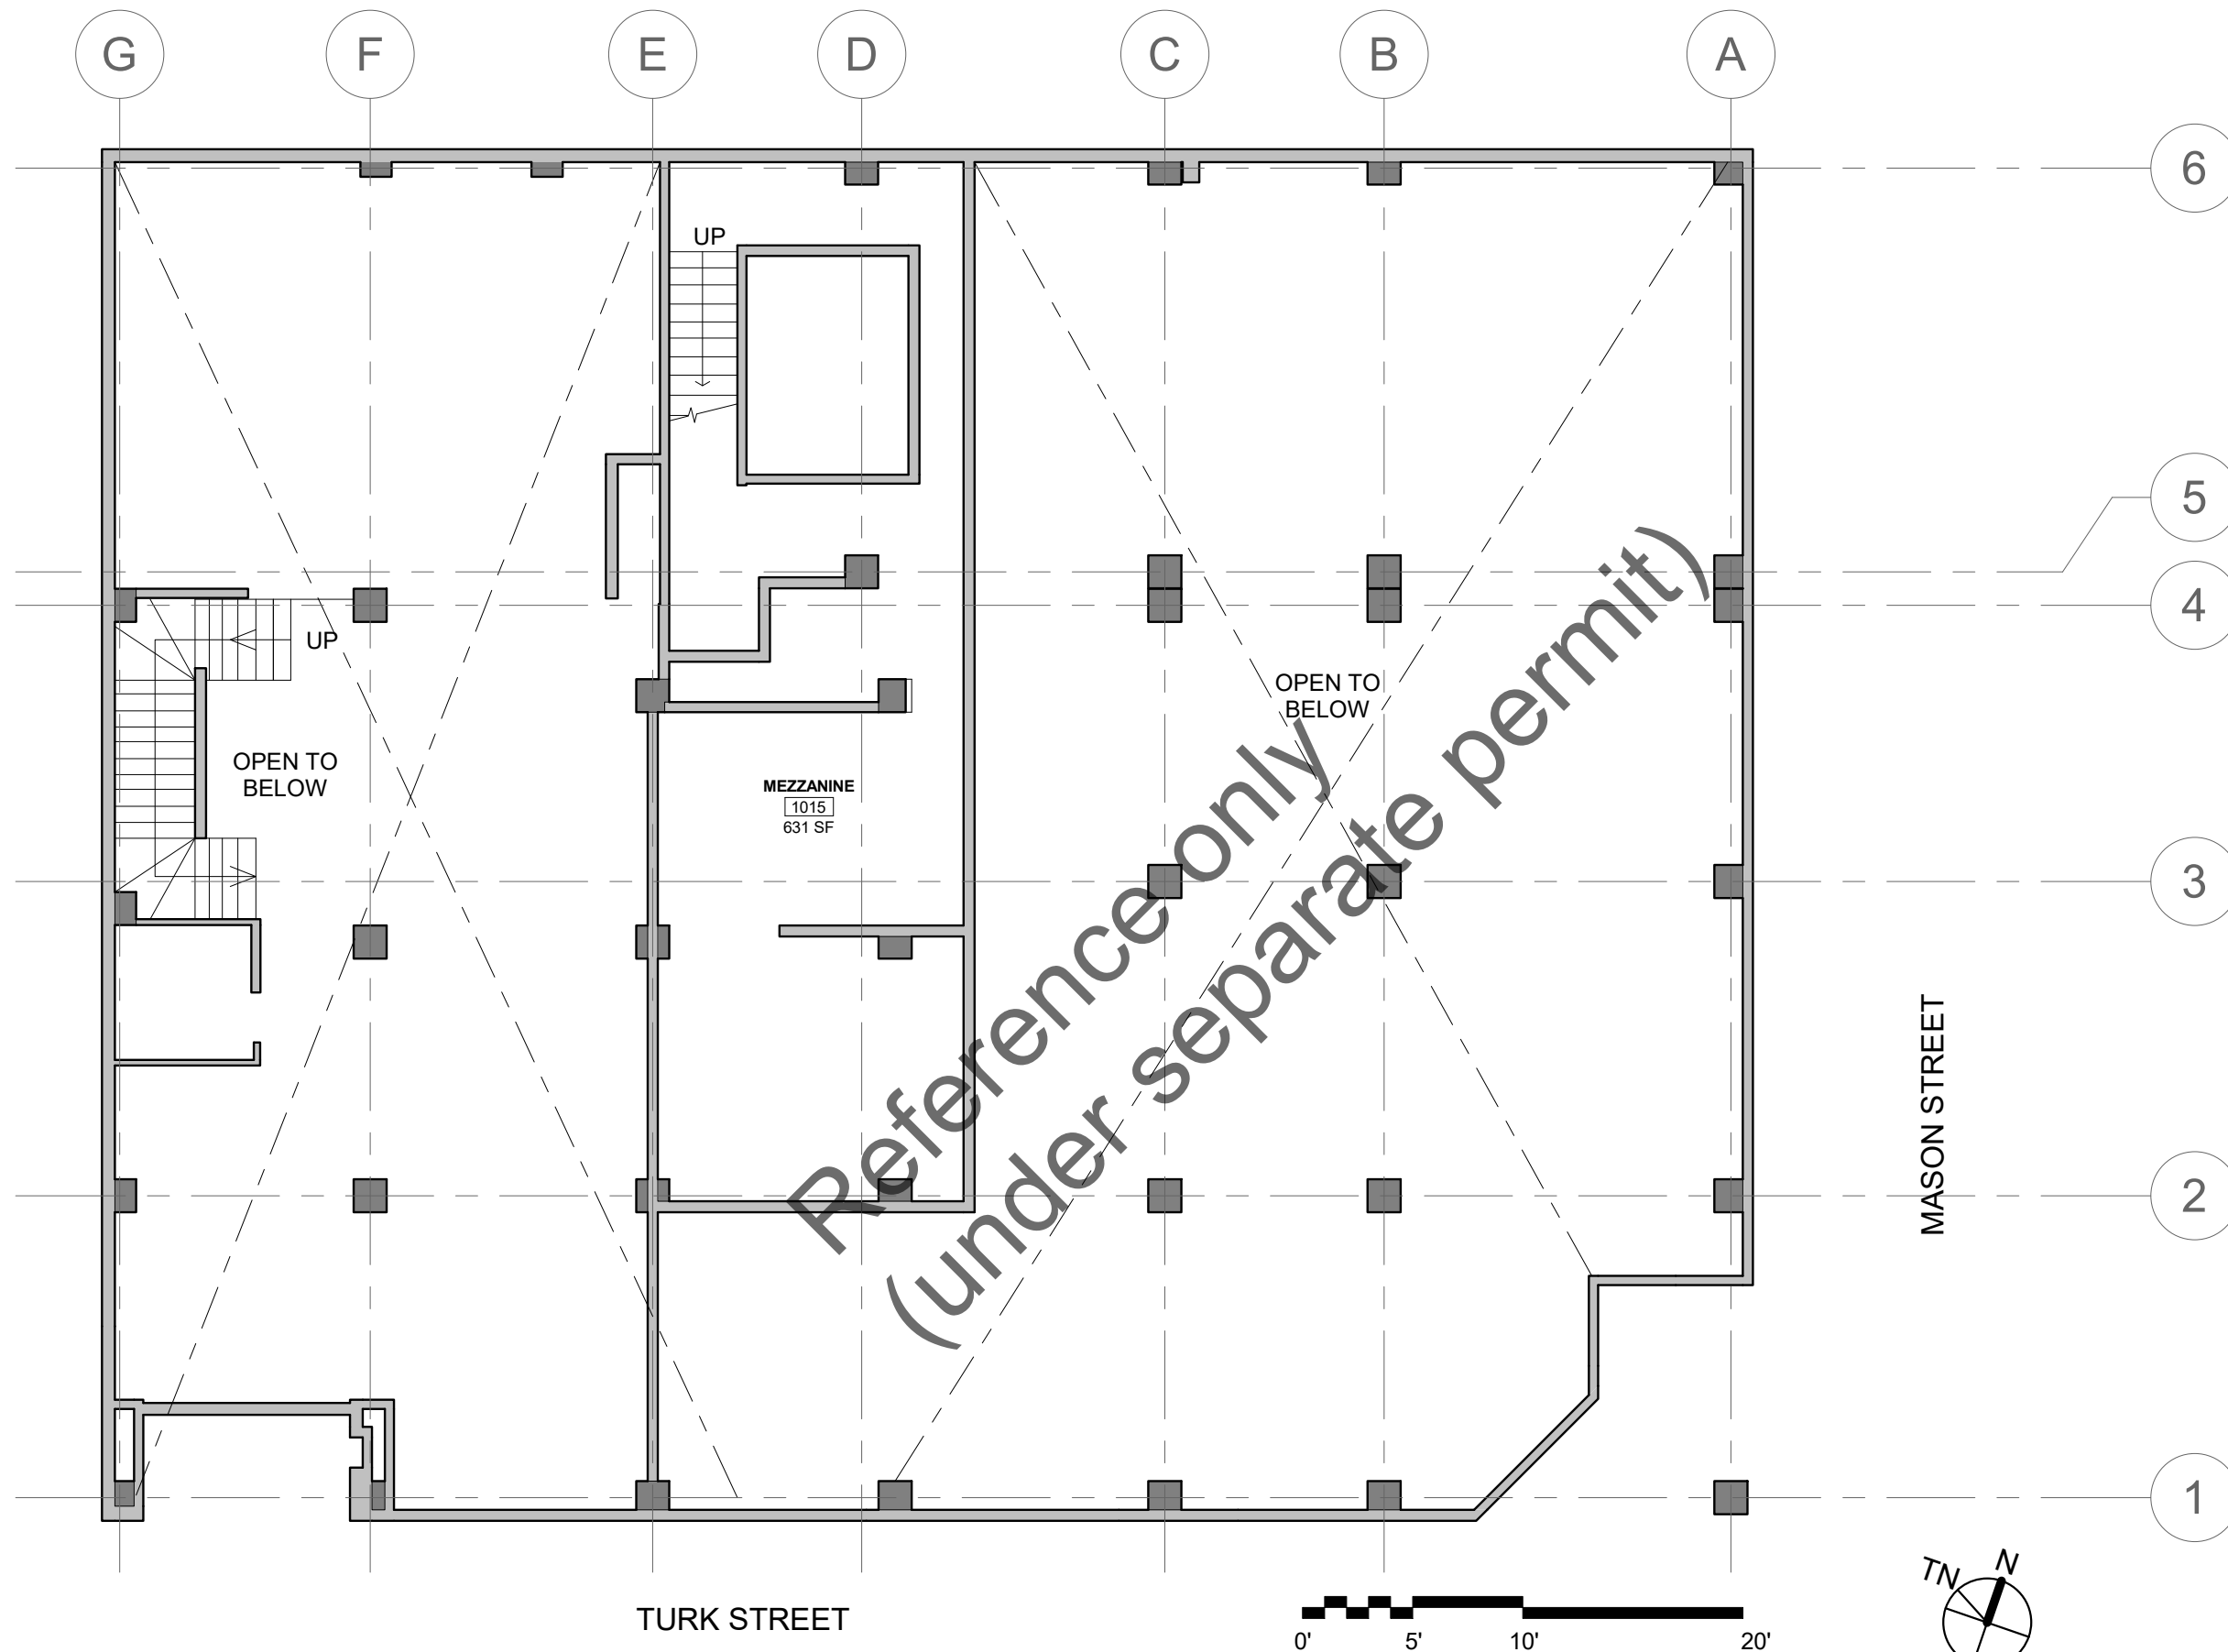 G
F
E
D
C
B
A
6
UP
5
4
UP
OPEN TO
BELOW
OPEN TO
BELOW
MEZZANINE
1015
631 SF
Reference only
(under separate permit)
3
MASON STREET
2
1
TURK STREET
0'
5'
10'
20'
TN
N